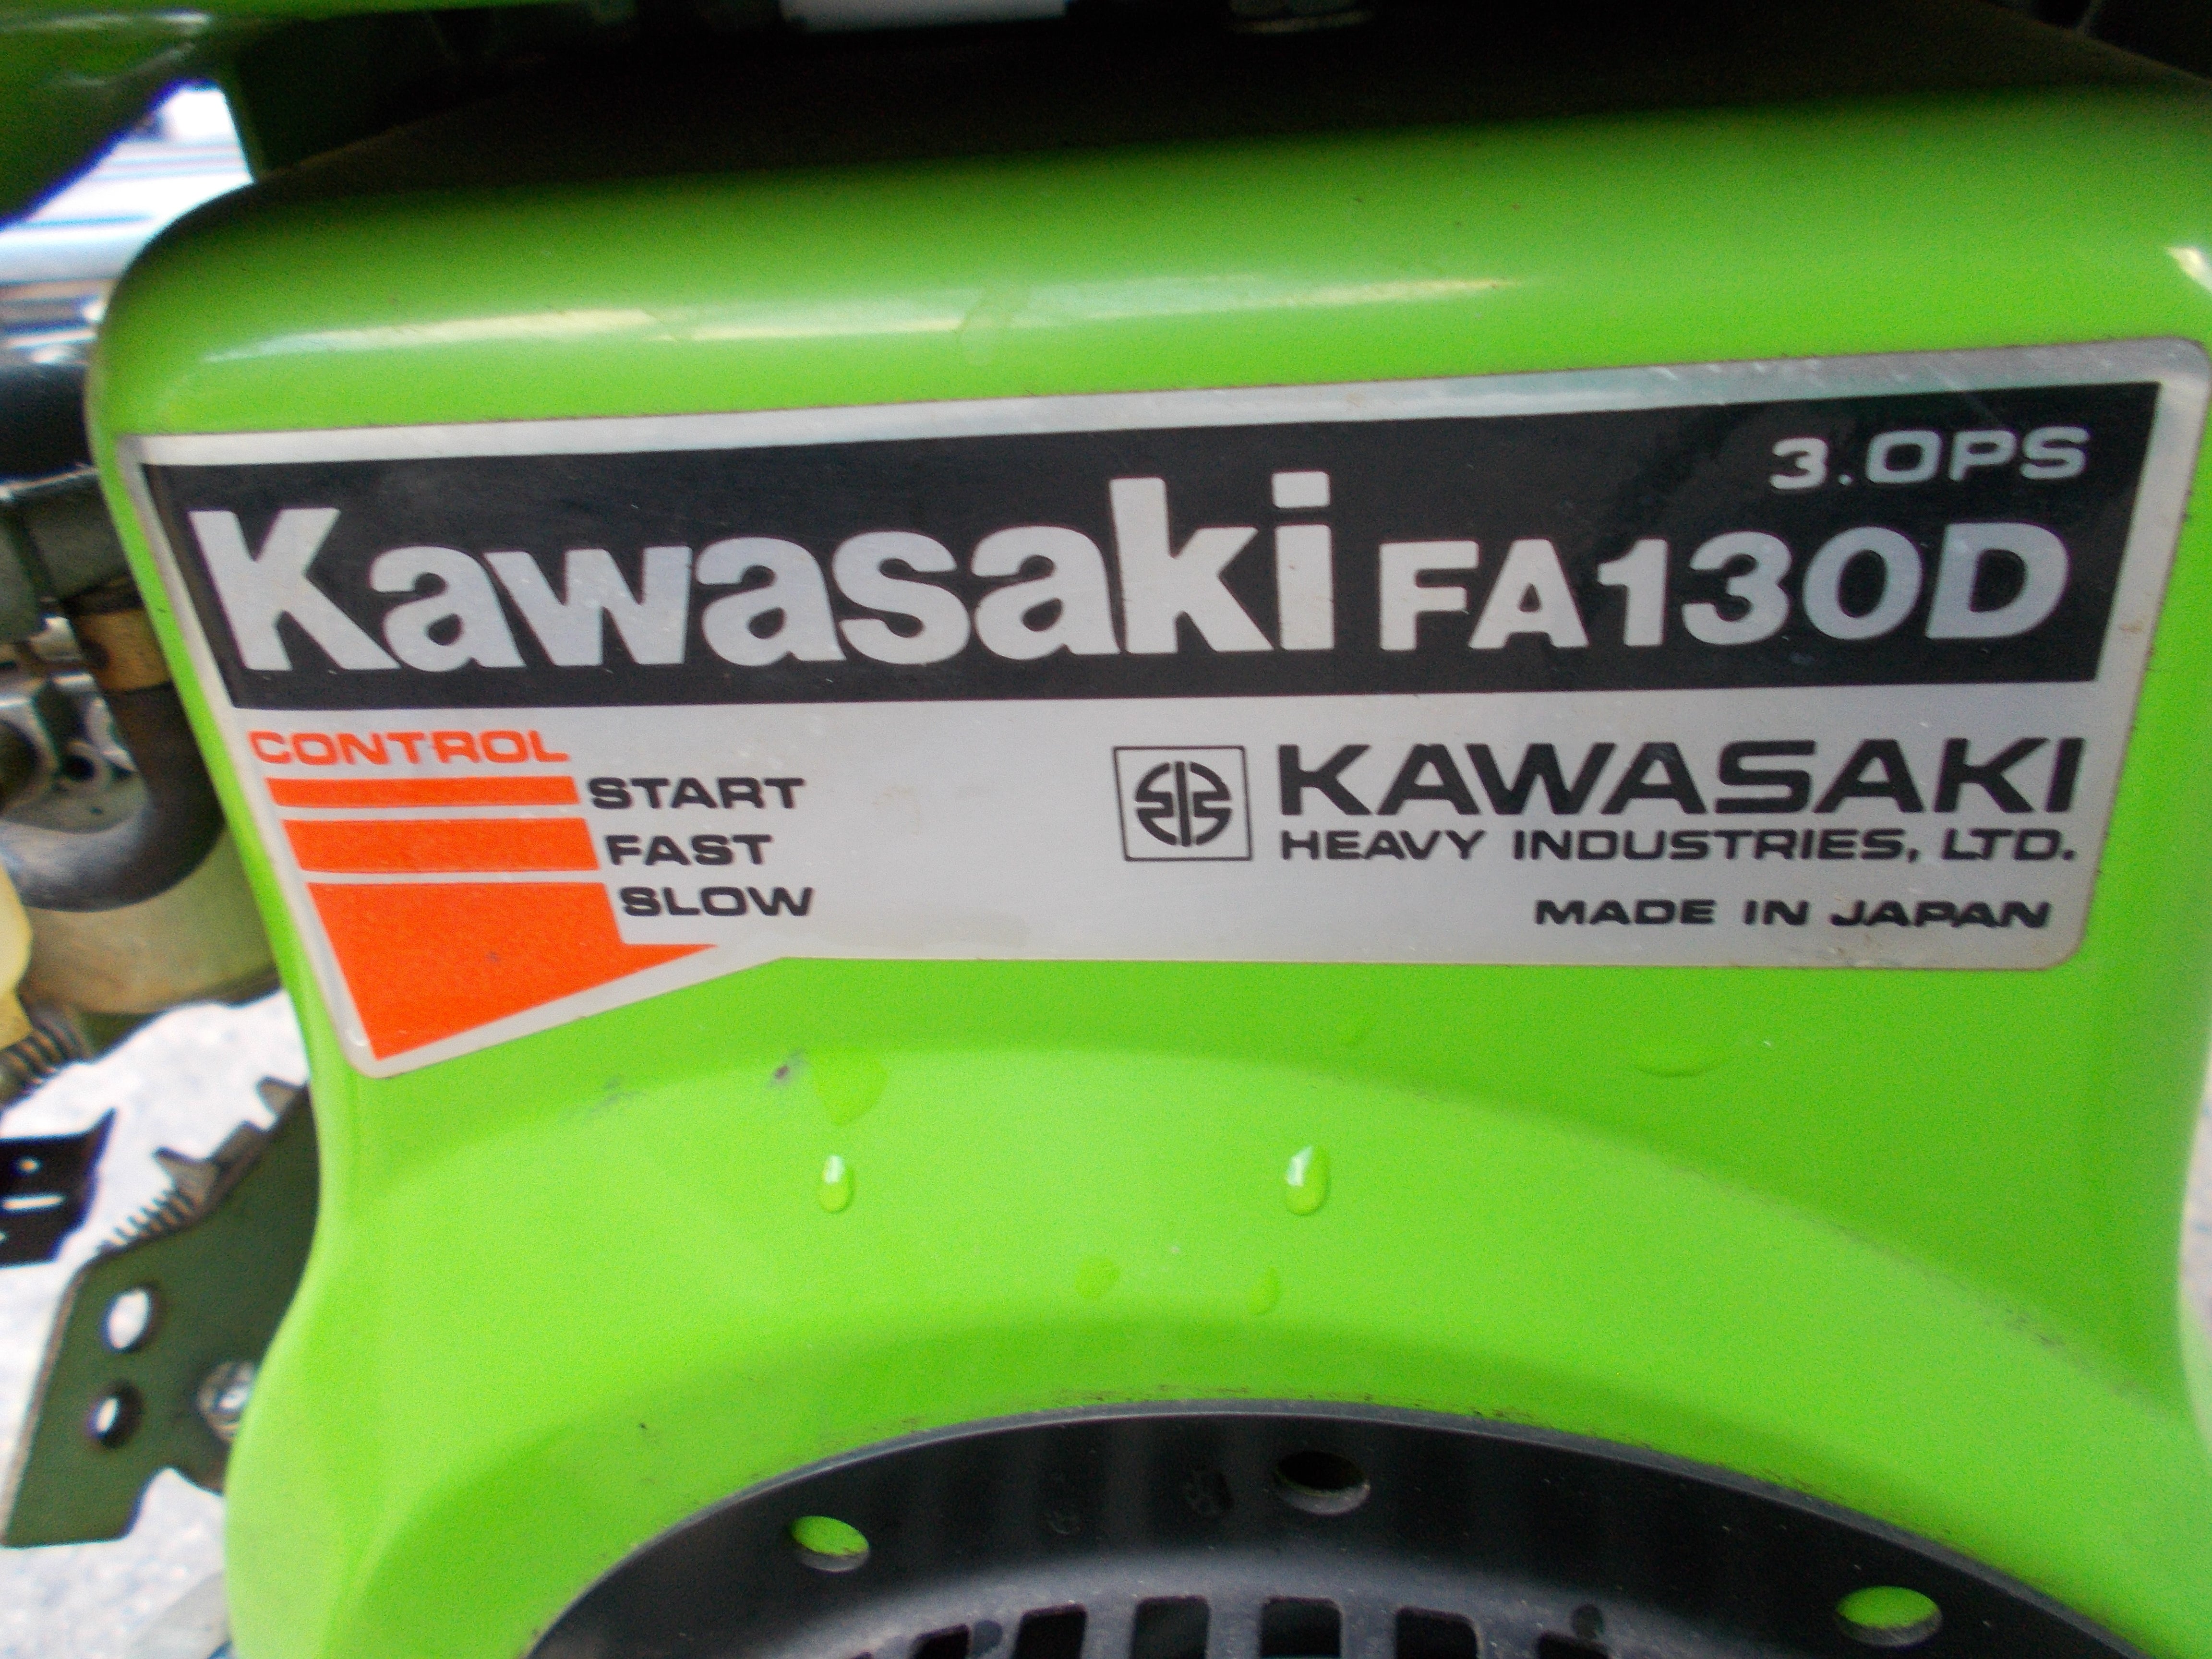 3.0PS
Kawasaki FA130D
CONTROL
START
FAST
SLOW
KAWASAKI
HEAVY INDUSTRIES, LTD.
MADE IN JAPAN